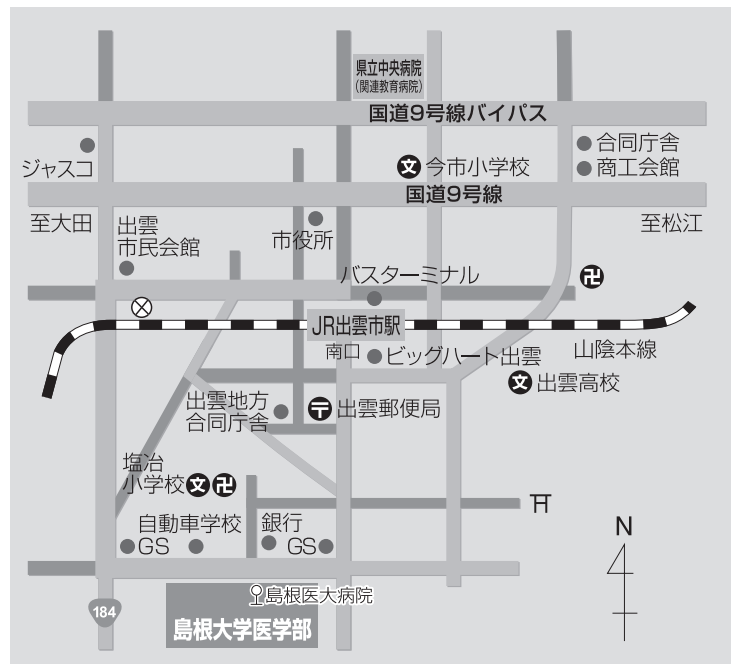 県立中央病院
(関連教育病院)
国道9号線バイパス
ジャスコ
合同庁舎
商工会館
文
今市小学校
国道9号線
至大田
至松江
出雲
市民会館
市役所
バスターミナル
卍
JR出雲市駅
南口
ビッグハート出雲
山陰本線
文
出雲高校
出雲地方
合同庁舎
〒
出雲郵便局
塩冶
小学校
文
卍
自動車学校
銀行
GS
GS
N
島根医大病院
184
島根大学医学部